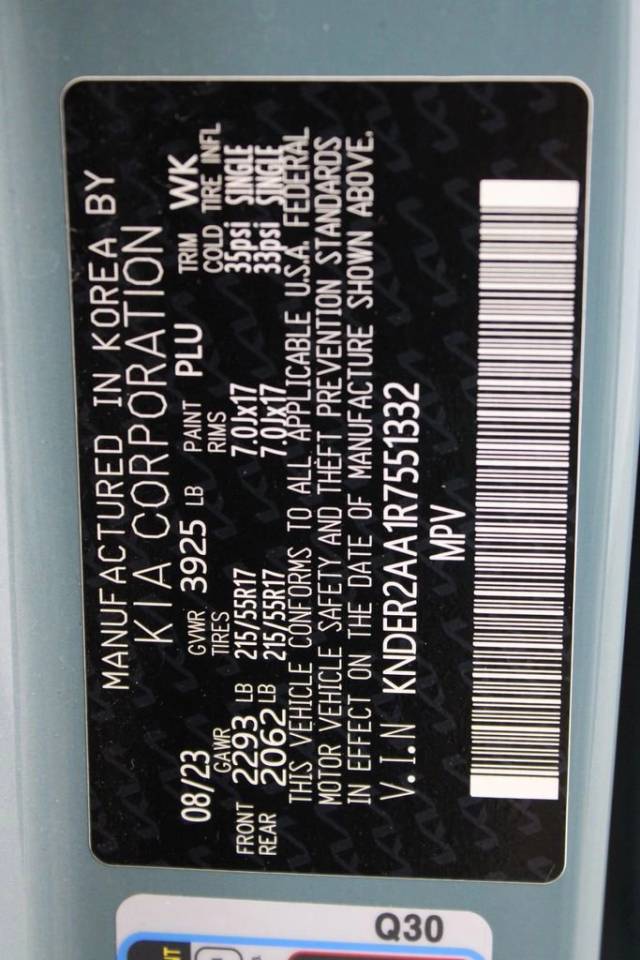 MANUFACTURED IN KOREA BY
KIA CORPORATION
08/23 GVWR 3925 LB PAINT PLU TRIM WK
GAWR TIRES RIMS COLD TIRE INFL
FRONT 2293 LB 215/55R17 7.0Jx17 35psi SINGLE
REAR 2062 LB 215/55R17 7.0Jx17 33psi SINGLE
THIS VEHICLE CONFORMS TO ALL APPLICABLE U.S.A. FEDERAL
MOTOR VEHICLE SAFETY AND THEFT PREVENTION STANDARDS
IN EFFECT ON THE DATE OF MANUFACTURE SHOWN ABOVE.
V.I.N KNDER2AA1R7551332
MPV
Q30